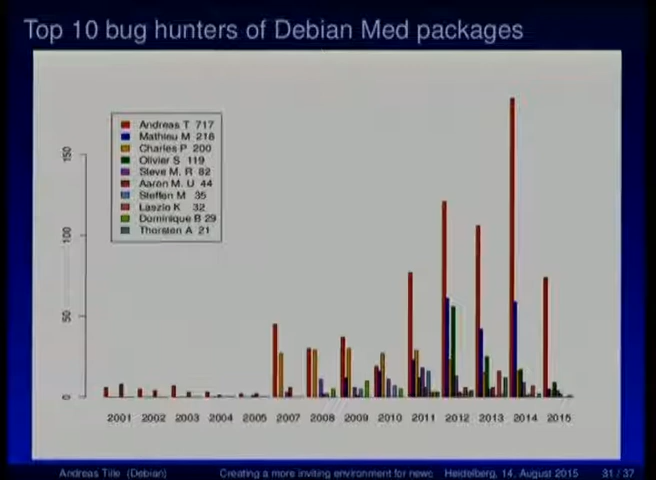 Top 10 bug hunters of Debian Med packages
Andreas T 717
Mathieu M 216
Charles P 200
Olivier S 119
Steve M. R 82
Aaron M. U 44
Steffen M 35
Laszlo K 32
Dominique B 29
Thorsten A 21
150
100
50
0
2001 2002 2003 2004 2005 2007 2008 2009 2010 2011 2012 2013 2014 2015
Andreas Tille (Debian) Creating a more inviting environment for newc Heidelberg, 14. August 2015 31 / 37